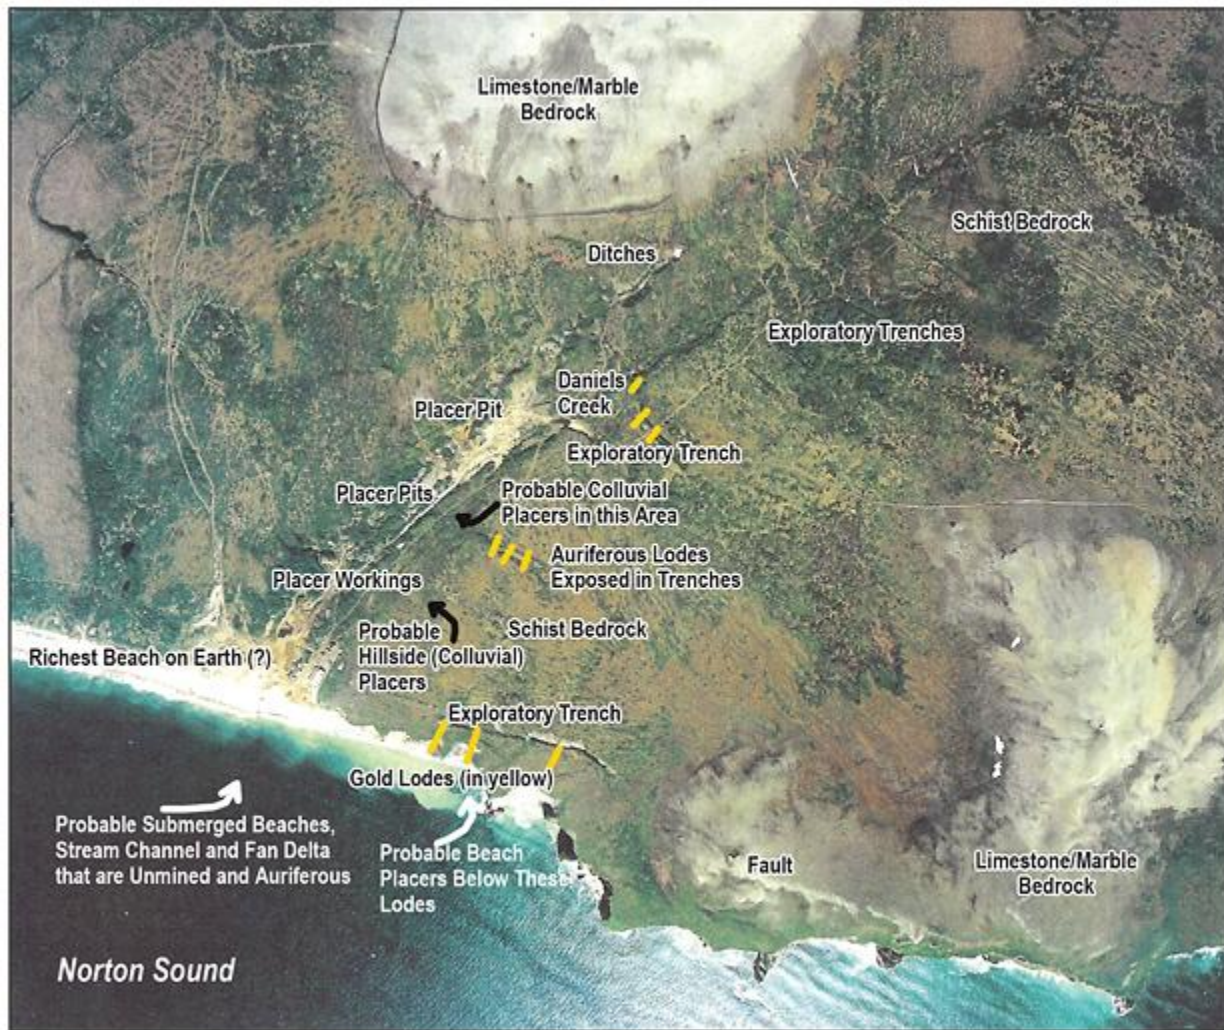 Limestone/Marble
Bedrock
Schist Bedrock
Ditches
Exploratory Trenches
Daniels
Creek
Placer Pit
Exploratory Trench
Placer Pits
Probable Colluvial
Placers in this Area
Auriferous Lodes
Exposed in Trenches
Placer Workings
Probable
Hillside (Colluvial)
Placers
Schist Bedrock
Richest Beach on Earth (?)
Exploratory Trench
Gold Lodes (in yellow)
Probable Submerged Beaches,
Stream Channel and Fan Delta
that are Unmined and Auriferous
Probable Beach
Placers Below These
Lodes
Fault
Limestone/Marble
Bedrock
Norton Sound